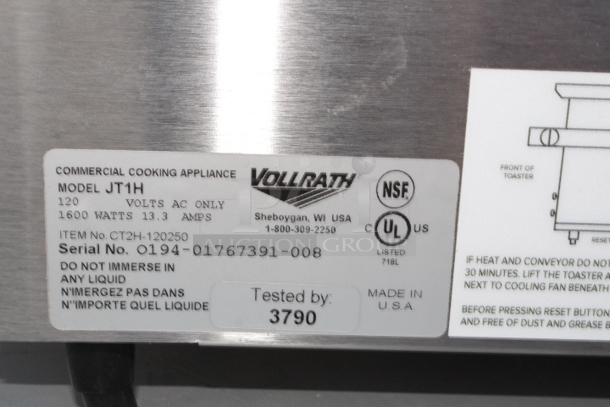 COMMERCIAL COOKING APPLIANCE
MODEL JT1H
120 VOLTS AC ONLY
1600 WATTS 13.3 AMPS
ITEM No. CT2H-120250
Serial No. 0194-01767391-008
DO NOT IMMERSE IN
ANY LIQUID
N'IMERGEZ PAS DANS
N"IMPORTE QUEL LIQUIDE
VOLLRATH
Sheboygan, WI USA
1-800-309-2250
NSF
C UL US
LISTED
718L
Tested by:
3790
MADE IN
U.S.A
AUCTION GROUP
FRONT OF
TOASTER
IF HEAT AND CONVEYOR DO NOT
30 MINUTES. LIFT THE TOASTER A
NEXT TO COOLING FAN BENEATH
BEFORE PRESSING RESET BUTTON
AND FREE OF DUST AND GREASE B